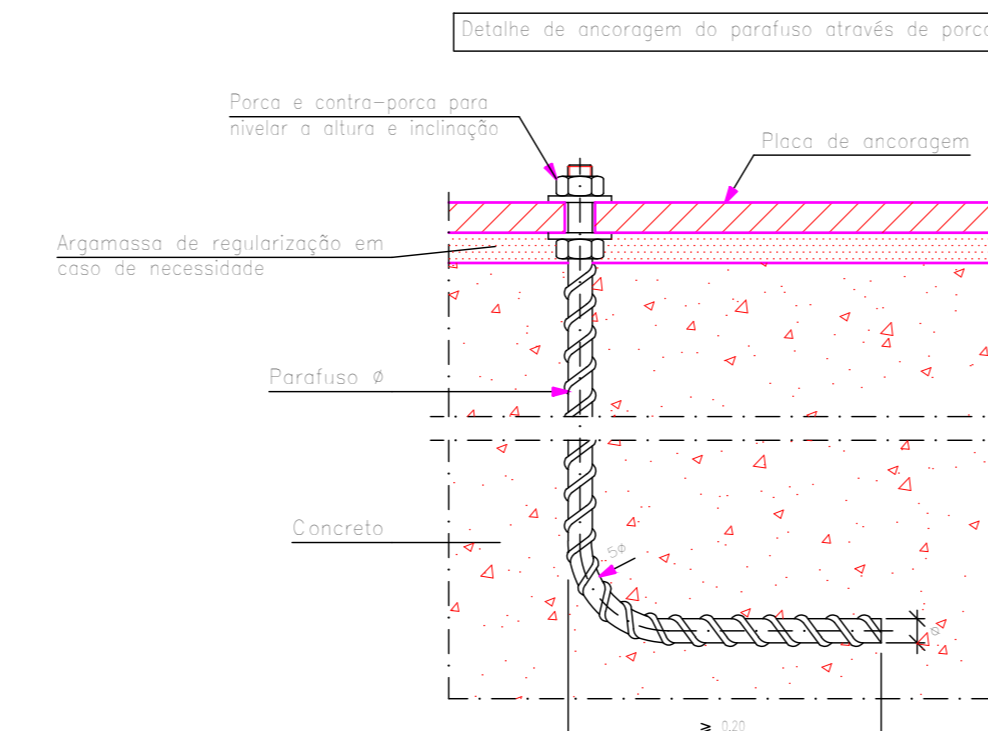 Detalhe de ancoragem do parafuso através de porca
Porca e contra-porca para
nivelar a altura e inclinação
Placa de ancoragem
Argamassa de regularização em
caso de necessidade
Parafuso Ø
Concreto
5Ø
Ø
≥ 0.20